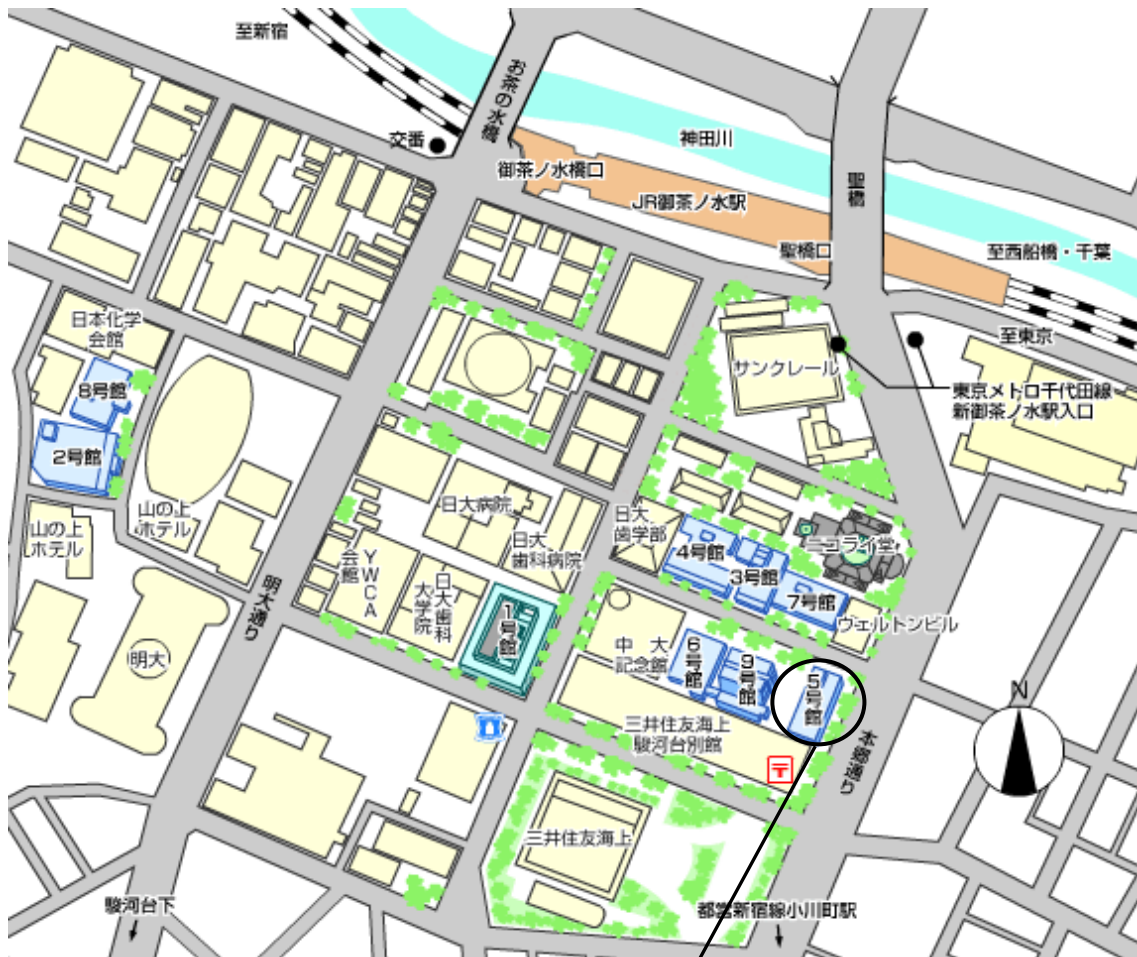 至新宿
お茶の水橋
交番
神田川
御茶ノ水橋口
JR御茶ノ水駅
聖橋
聖橋口
至西船橋・千葉
至東京
日本化学
会館
サンクレール
東京メトロ千代田線
新御茶ノ水駅入口
8号館
2号館
山の上
ホテル
山の上
ホテル
日大病院
日大
歯科病院
日大
歯学部
4号館
3号館
7号館
ニコライ堂
ヴェルトンビル
YWCA
会館
日大歯科
大学院
1号館
明大通り
明大
中大
記念館
6号館
9号館
5号館
三井住友海上
駿河台別館
〒
本郷通り
N
三井住友海上
駿河台下
都営新宿線小川町駅